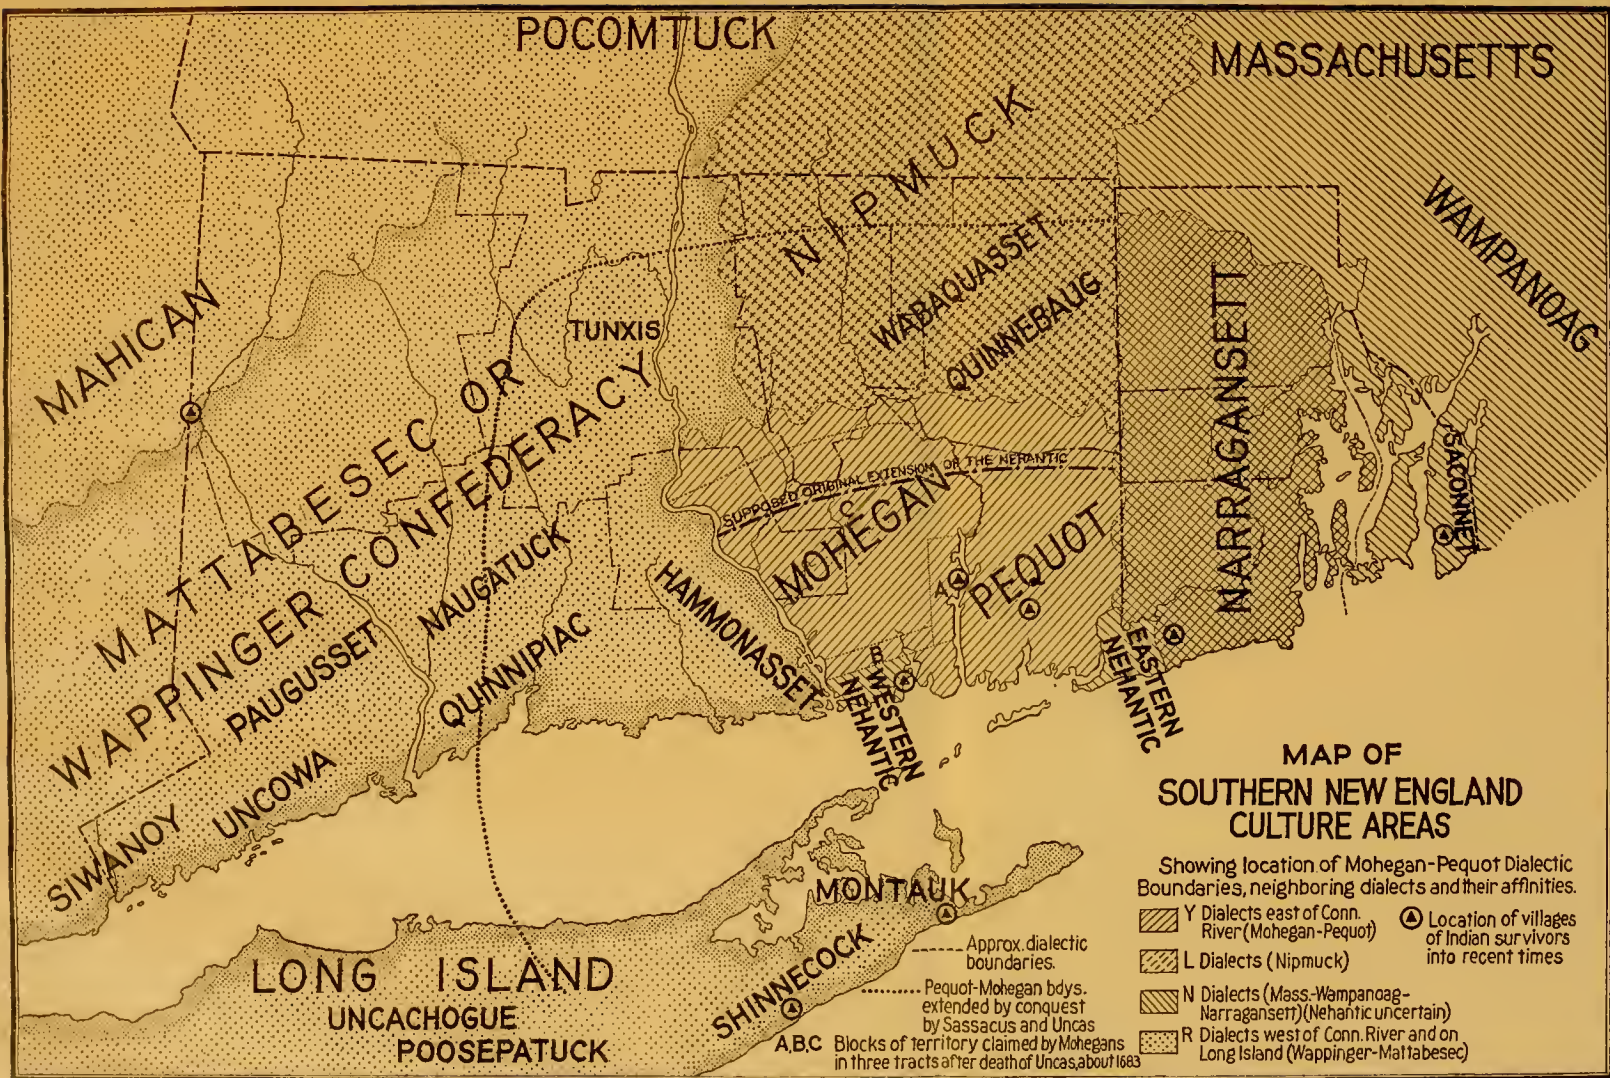 POCOMTUCK
MASSACHUSETTS
NIPMUCK
WAMPANOAG
MAHICAN
WABAQUASSET
QUINNEBAUG
TUNXIS
NARRAGANSETT
MATTABESEC OR
WAPPINGER CONFEDERACY
SUPPOSED ORIGINAL EXTENSION OF THE NEHANTIC
SACONNET
C
MOHEGAN
PEQUOT
A
NAUGATUCK
HAMMONASSET
PAUGUSSET
QUINNIPIAC
B
WESTERN
NEHANTIC
EASTERN
NEHANTIC
UNCOWA
SIWANOY
MAP OF
SOUTHERN NEW ENGLAND
CULTURE AREAS
Showing location of Mohegan-Pequot Dialectic
Boundaries, neighboring dialects and their affinities.
Y Dialects east of Conn.
River (Mohegan-Pequot)
L Dialects (Nipmuck)
N Dialects (Mass.-Wampanoag-
Narragansett) (Nehantic uncertain)
R Dialects west of Conn. River and on
Long Island (Wappinger-Mattabesec)
Location of villages
of Indian survivors
into recent times
MONTAUK
SHINNECOCK
LONG ISLAND
UNCACHOGUE
POOSEPATUCK
Approx. dialectic
boundaries.
Pequot-Mohegan bdys.
extended by conquest
by Sassacus and Uncas
A,B,C Blocks of territory claimed by Mohegans
in three tracts after death of Uncas, about 1683